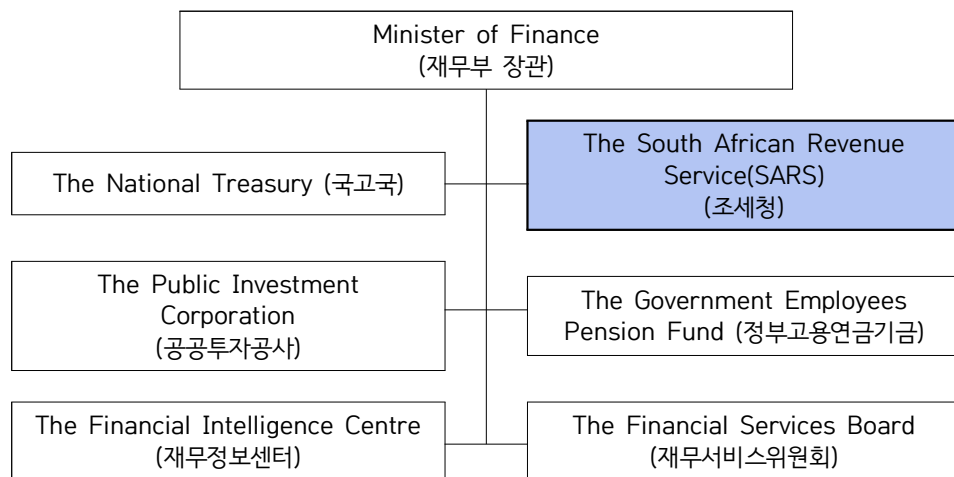 Minister of Finance
(재무부 장관)
The National Treasury (국고국)
The South African Revenue
Service(SARS)
(조세청)
The Public Investment
Corporation
(공공투자공사)
The Government Employees
Pension Fund (정부고용연금기금)
The Financial Intelligence Centre
(재무정보센터)
The Financial Services Board
(재무서비스위원회)